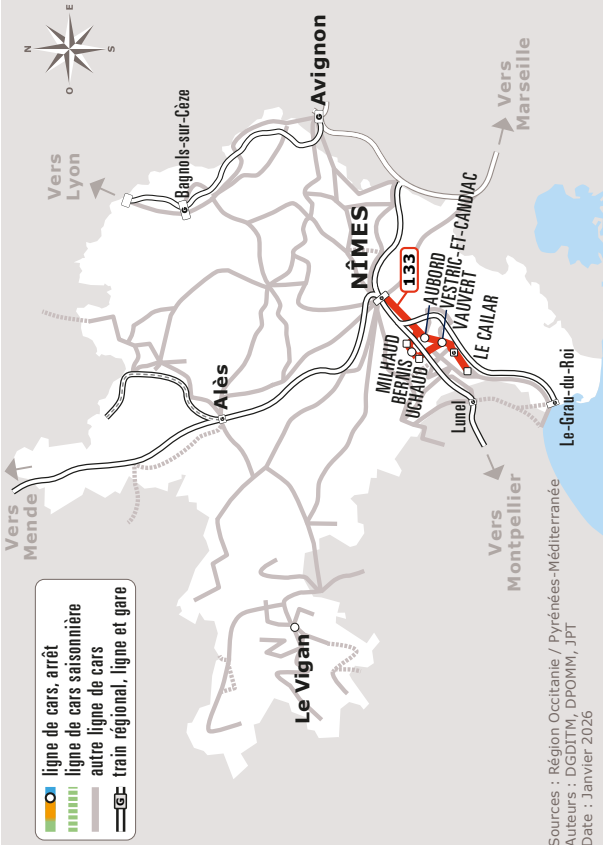 N
E
S
O
Vers
Lyon
Bagnols-sur-Cèze
G
Avignon
G
Vers
Marseille
Vers
Mende
Alès
G
NÎMES
133
MILHAUD
BERNIS
UCHAUD
AUBORD
VESTRIC-ET-CANDIAC
VAUVERT
LE CAILAR
Lunel
Le-Grau-du-Roi
Vers
Montpellier
Le Vigan
ligne de cars, arrêt
ligne de cars saisonnière
autre ligne de cars
G
train régional, ligne et gare
Sources : Région Occitanie / Pyrénées-Méditerranée
Auteurs : DGDITM, DPOMM, JPT
Date : Janvier 2026